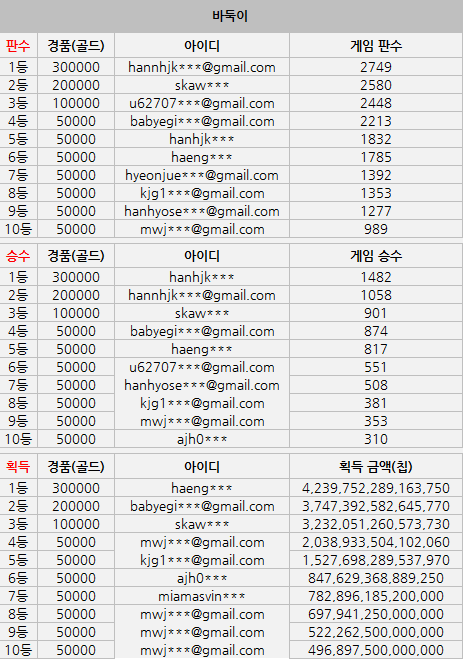 바둑이
판수 경품(골드) 아이디 게임 판수
1등 300000 hannhjk***@gmail.com 2749
2등 200000 skaw*** 2580
3등 100000 u62707***@gmail.com 2448
4등 50000 babyegi***@gmail.com 2213
5등 50000 hanhjk*** 1832
6등 50000 haeng*** 1785
7등 50000 hyeonjue***@gmail.com 1392
8등 50000 kjg1***@gmail.com 1353
9등 50000 hanhyose***@gmail.com 1277
10등 50000 mwj***@gmail.com 989
승수 경품(골드) 아이디 게임 승수
1등 300000 hanhjk*** 1482
2등 200000 hannhjk***@gmail.com 1058
3등 100000 skaw*** 901
4등 50000 babyegi***@gmail.com 874
5등 50000 haeng*** 817
6등 50000 u62707***@gmail.com 551
7등 50000 hanhyose***@gmail.com 508
8등 50000 kjg1***@gmail.com 381
9등 50000 mwj***@gmail.com 353
10등 50000 ajh0*** 310
획득 경품(골드) 아이디 획득 금액(칩)
1등 300000 haeng*** 4,239,752,289,163,750
2등 200000 babyegi***@gmail.com 3,747,392,582,645,770
3등 100000 skaw*** 3,232,051,260,573,730
4등 50000 mwj***@gmail.com 2,038,933,504,102,060
5등 50000 kjg1***@gmail.com 1,527,698,289,537,970
6등 50000 ajh0*** 847,629,368,889,250
7등 50000 miamasvin*** 782,896,185,200,000
8등 50000 mwj***@gmail.com 697,941,250,000,000
9등 50000 mwj***@gmail.com 522,262,500,000,000
10등 50000 mwj***@gmail.com 496,897,500,000,000